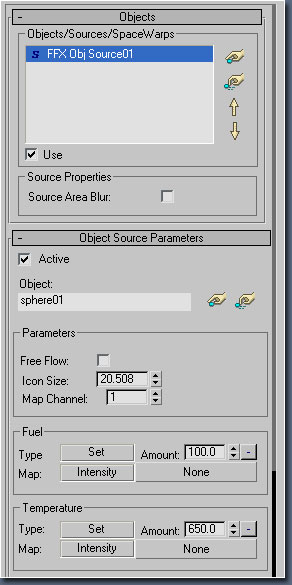 - Objects
Objects/Sources/SpaceWarps
S FFX Obj Source01
Use
Source Properties
Source Area Blur:
- Object Source Parameters
Active
Object:
sphere01
Parameters
Free Flow:
Icon Size: 20.508
Map Channel: 1
Fuel
Type Set Amount: 100.0 -
Map: Intensity None
Temperature
Type: Set Amount: 650.0 -
Map: Intensity None